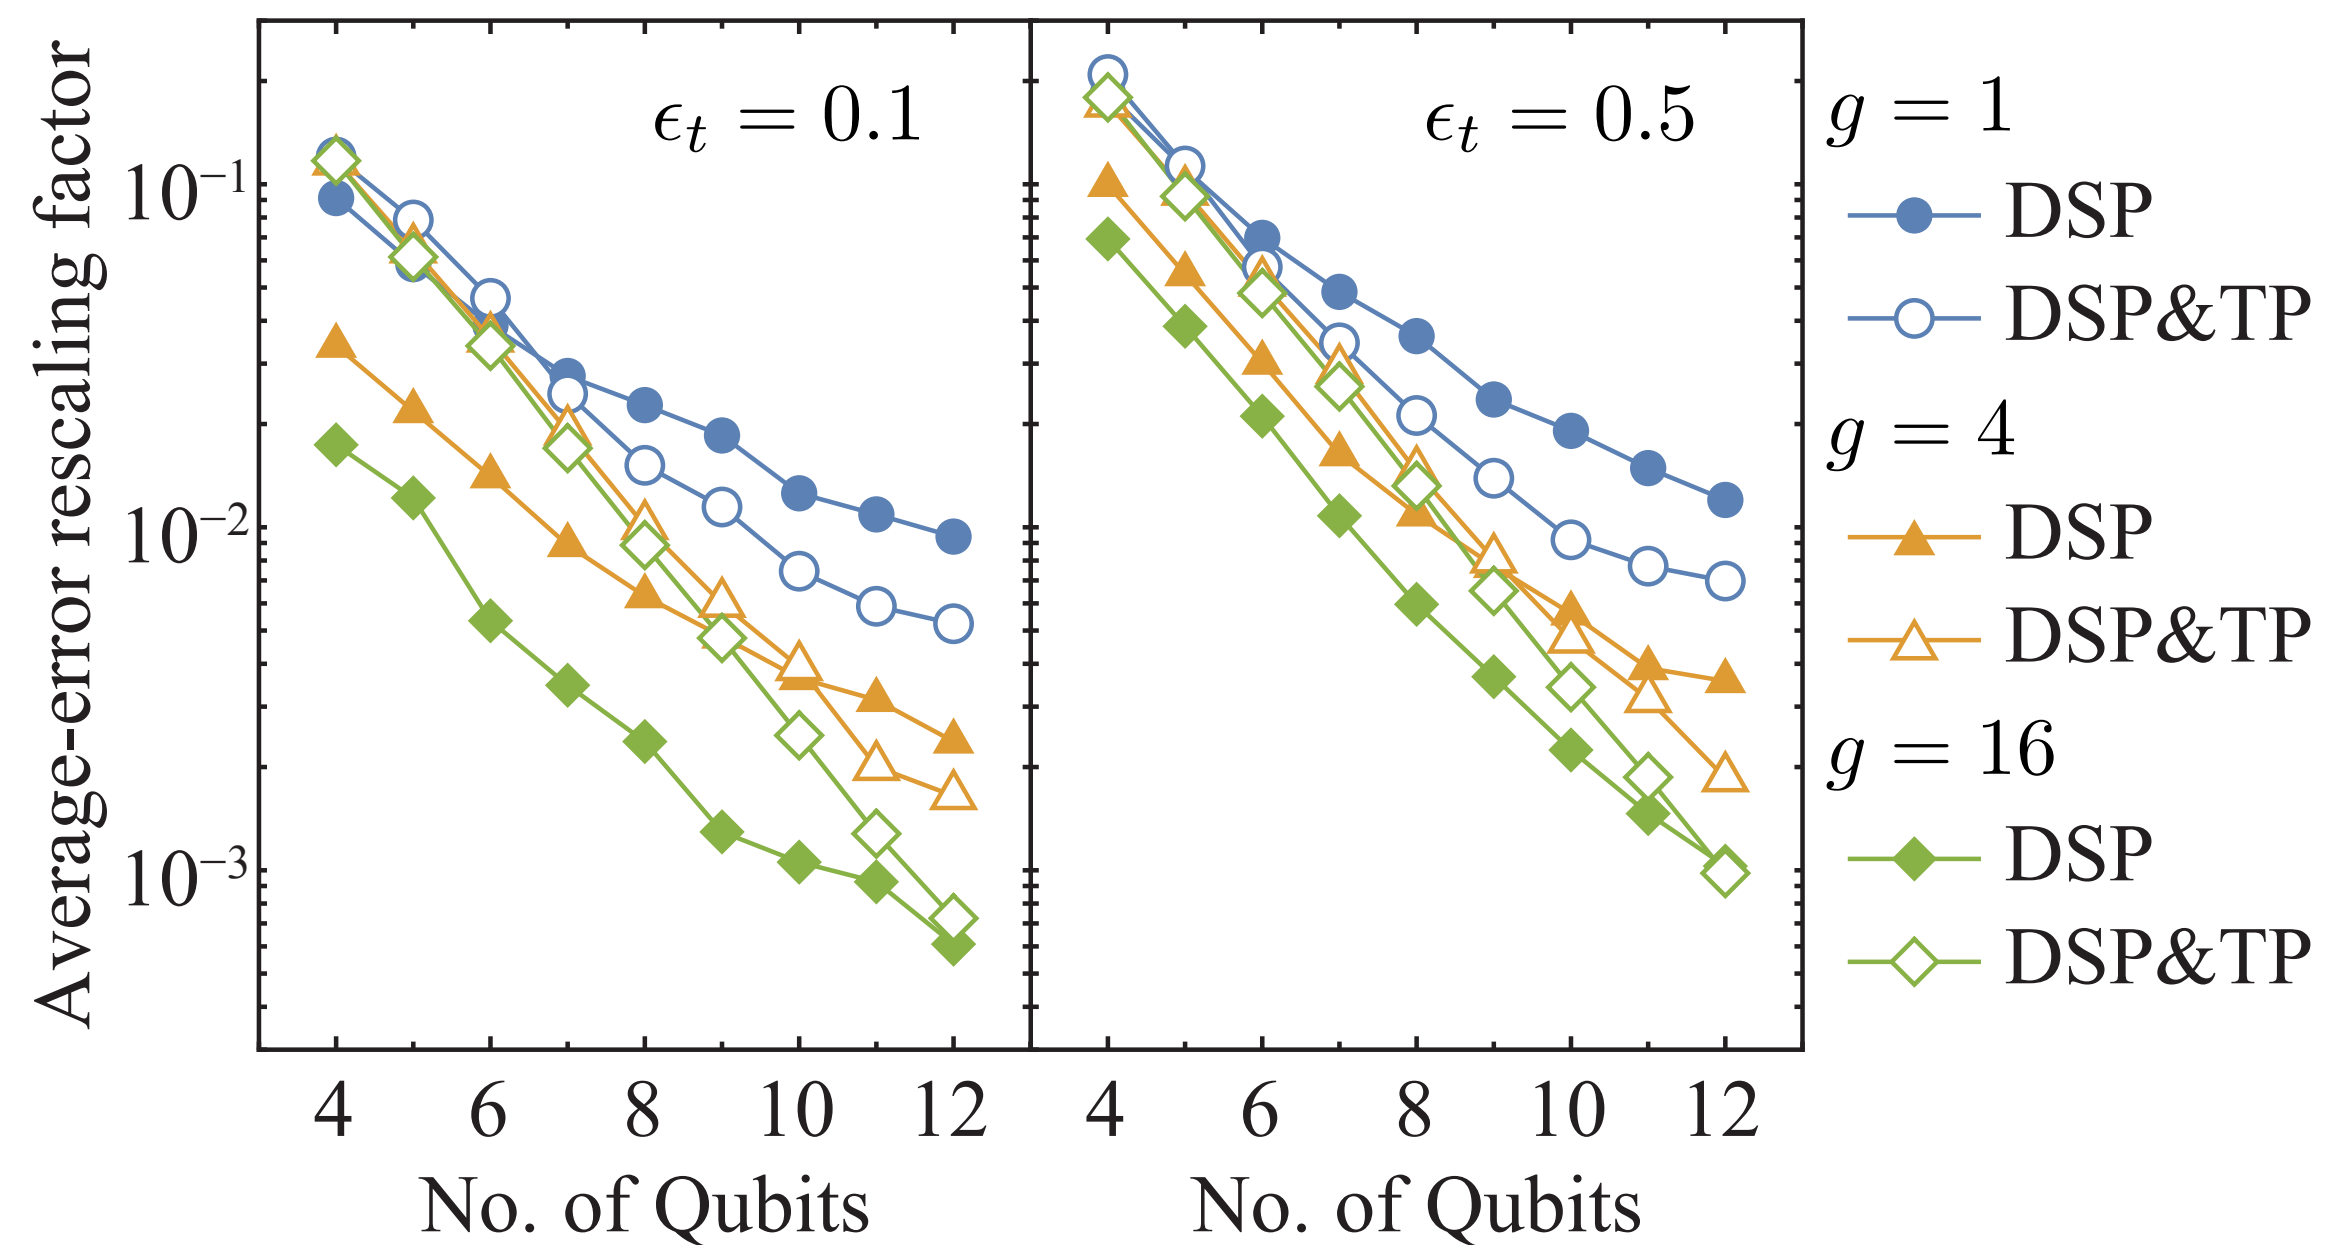 Average-error rescaling factor
10⁻¹
10⁻²
10⁻³
ϵₜ = 0.1
ϵₜ = 0.5
4 6 8 10 12
4 6 8 10 12
No. of Qubits
No. of Qubits
g = 1
DSP
DSP&TP
g = 4
DSP
DSP&TP
g = 16
DSP
DSP&TP